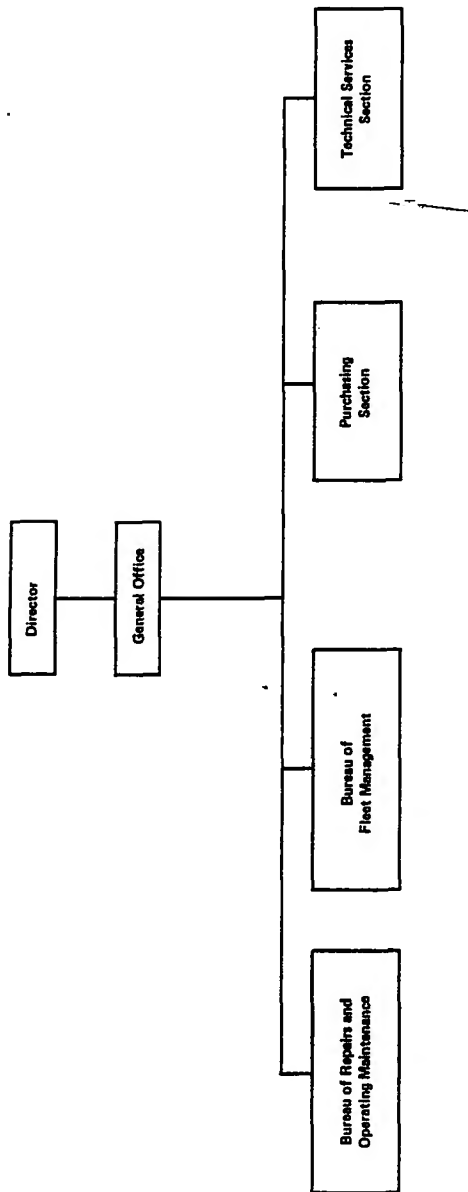 Director
General Office
Bureau of Repairs and
Operating Maintenance
Bureau of
Fleet Management
Purchasing
Section
Technical Services
Section